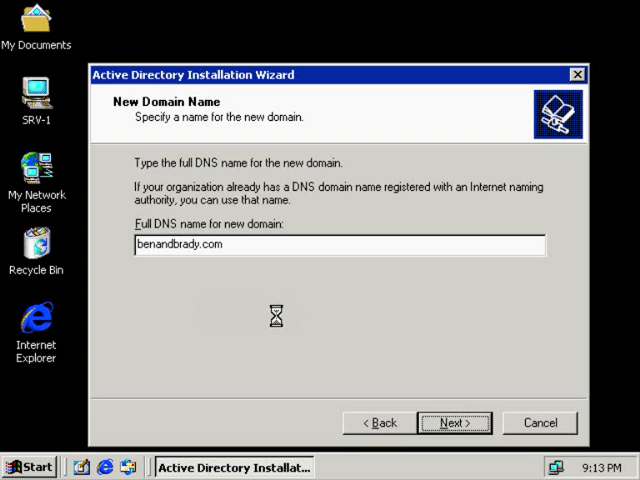 My Documents
SRV-1
My Network
Places
Recycle Bin
Internet
Explorer
Active Directory Installation Wizard
New Domain Name
Specify a name for the new domain.
Type the full DNS name for the new domain.
If your organization already has a DNS domain name registered with an Internet naming
authority, you can use that name.
Full DNS name for new domain:
benandbrady.com
< Back
Next >
Cancel
Start
Active Directory Installat...
9:13 PM